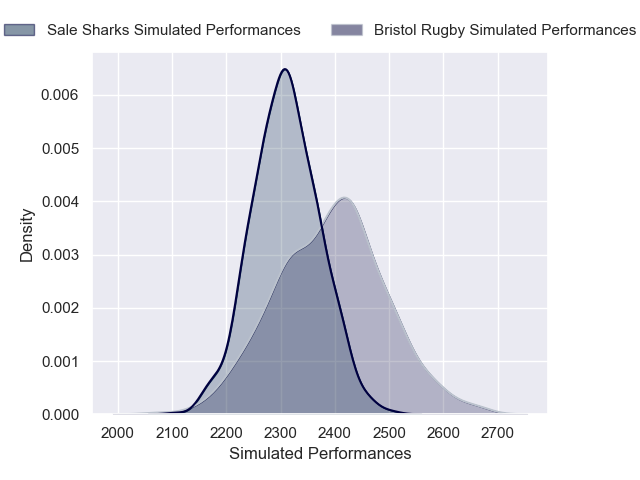 Sale Sharks Simulated Performances
Bristol Rugby Simulated Performances
0.006
0.005
0.004
0.003
0.002
0.001
0.000
Density
2000 2100 2200 2300 2400 2500 2600 2700
Simulated Performances